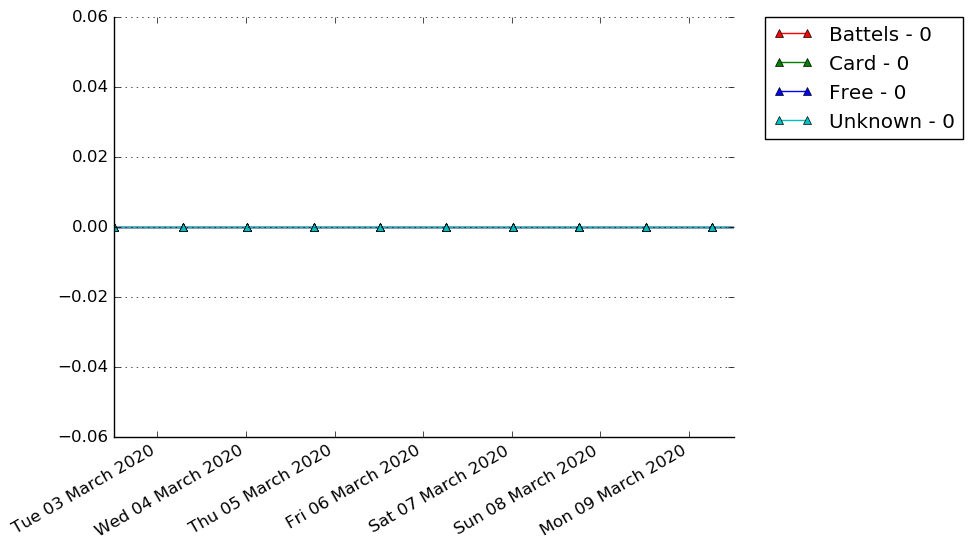 0.06
0.04
0.02
0.00
−0.02
−0.04
−0.06
Tue 03 March 2020
Wed 04 March 2020
Thu 05 March 2020
Fri 06 March 2020
Sat 07 March 2020
Sun 08 March 2020
Mon 09 March 2020
Battels - 0
Card - 0
Free - 0
Unknown - 0